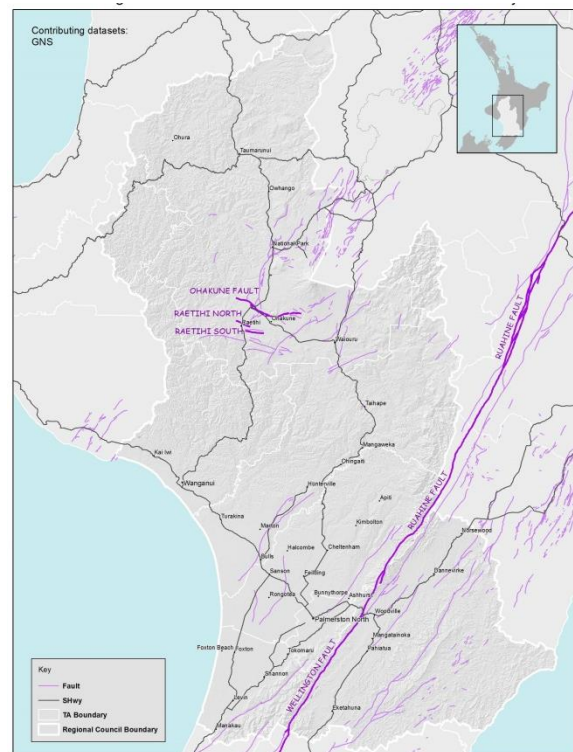 Contributing datasets:
GNS
Ohura
Taumarunui
Owhango
National Park
OHAKUNE FAULT
RAETIHI NORTH
Ohakune
Raetihi
RAETIHI SOUTH
Waiouru
RUAHINE FAULT
Taihape
Mangaweka
Kai Iwi
Ohingaiti
Wanganui
Hunterville
Apiti
RUAHINE FAULT
Turakina
Marton
Kimbolton
Norsewood
Bulls
Halcombe
Cheltenham
Sanson
Feilding
Dannevirke
Rongotea
Bunnythorpe
Ashhurst
Woodville
Palmerston North
Mangatainoka
Foxton Beach
Foxton
Tokomaru
Pahiatua
Shannon
WELLINGTON FAULT
Key
Fault
SHwy
TA Boundary
Regional Council Boundary
Levin
Eketahuna
Manakau